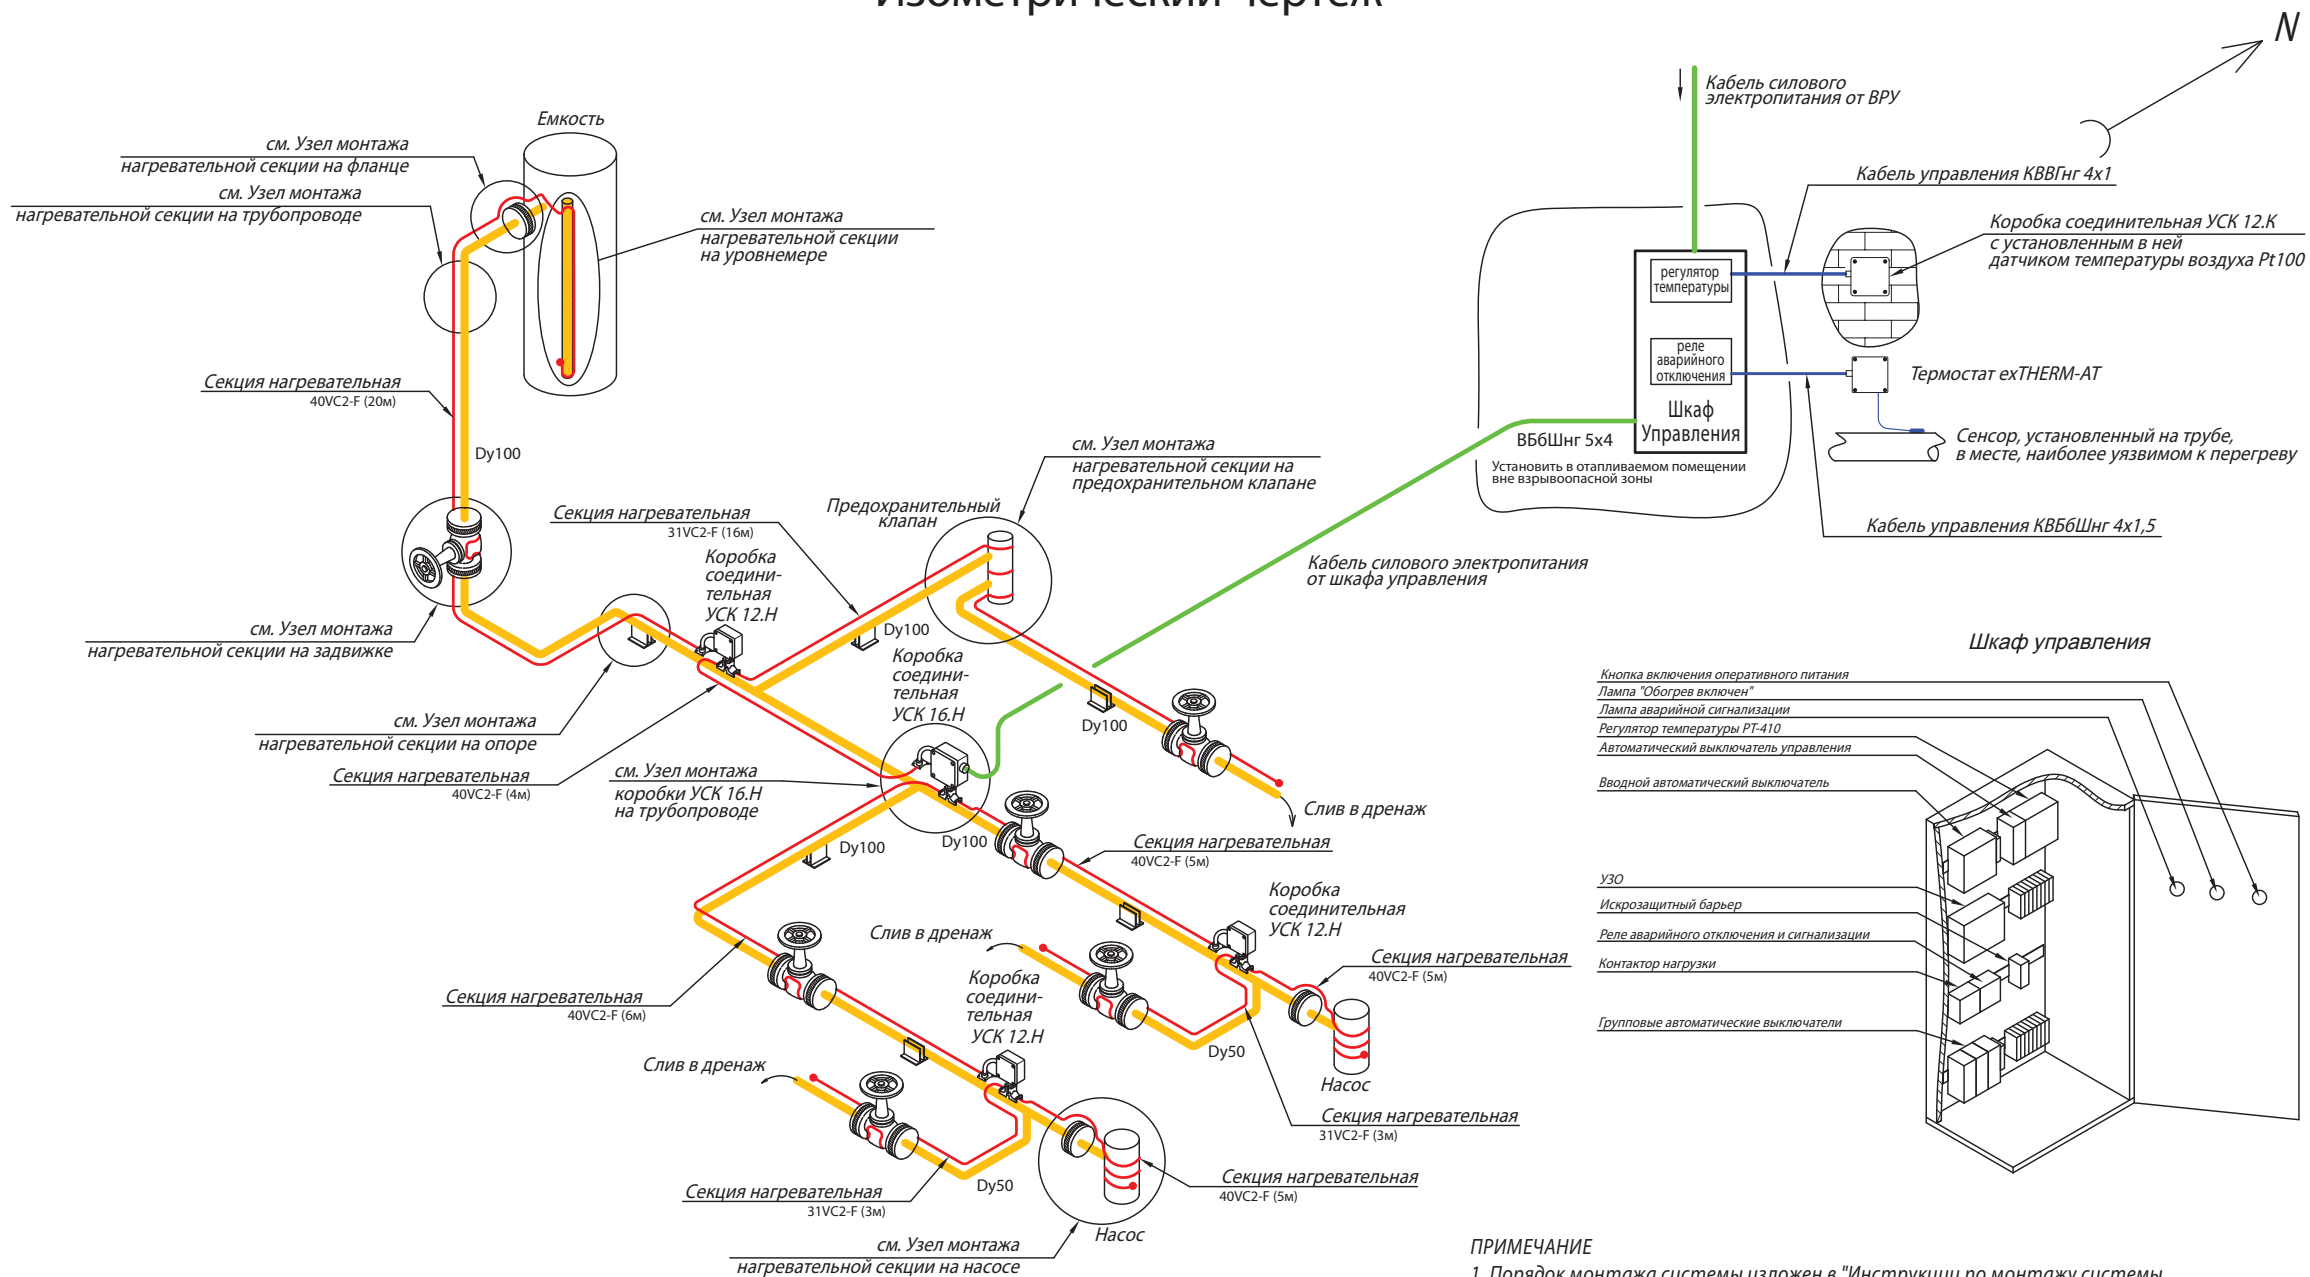 Изометрический чертеж
N
Емкость
см. Узел монтажа
нагревательной секции на фланце
см. Узел монтажа
нагревательной секции на трубопроводе
см. Узел монтажа
нагревательной секции
на уровнемере
Секция нагревательная
40VC2-F (20м)
Dy100
Секция нагревательная
31VC2-F (16м)
Предохранительный
клапан
см. Узел монтажа
нагревательной секции на
предохранительном клапане
Коробка
соедини-
тельная
УСК 12.Н
Dy100
см. Узел монтажа
нагревательной секции на задвижке
см. Узел монтажа
нагревательной секции на опоре
Секция нагревательная
40VC2-F (4м)
Коробка
соедини-
тельная
УСК 16.Н
см. Узел монтажа
коробки УСК 16.Н
на трубопроводе
Dy100
Слив в дренаж
Dy100
Dy100
Секция нагревательная
40VC2-F (5м)
Коробка
соединительная
УСК 12.Н
Слив в дренаж
Секция нагревательная
40VC2-F (5м)
Секция нагревательная
40VC2-F (6м)
Коробка
соедини-
тельная
УСК 12.Н
Dy50
Насос
Слив в дренаж
Секция нагревательная
31VC2-F (3м)
Секция нагревательная
31VC2-F (3м)
Dy50
Секция нагревательная
40VC2-F (5м)
Насос
см. Узел монтажа
нагревательной секции на насосе
Кабель силового
электропитания от ВРУ
Кабель управления КВВГнг 4х1
Коробка соединительная УСК 12.К
с установленным в ней
датчиком температуры воздуха Pt100
регулятор
температуры
реле
аварийного
отключения
Шкаф
Управления
Термостат exTHERM-AT
ВБбШнг 5х4
Установить в отапливаемом помещении
вне взрывоопасной зоны
Сенсор, установленный на трубе,
в месте, наиболее уязвимом к перегреву
Кабель управления КВБбШнг 4х1,5
Кабель силового электропитания
от шкафа управления
Шкаф управления
Кнопка включения оперативного питания
Лампа "Обогрев включен"
Лампа аварийной сигнализации
Регулятор температуры РТ-410
Автоматический выключатель управления
Вводной автоматический выключатель
УЗО
Искрозащитный барьер
Реле аварийного отключения и сигнализации
Контактор нагрузки
Групповые автоматические выключатели
ПРИМЕЧАНИЕ
1. Порядок монтажа системы изложен в "Инструкции по монтажу системы